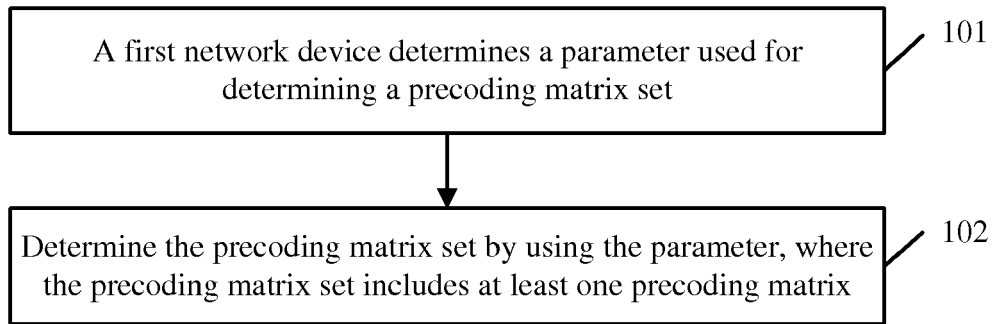 A first network device determines a parameter used for
determining a precoding matrix set
101
Determine the precoding matrix set by using the parameter, where
the precoding matrix set includes at least one precoding matrix
102